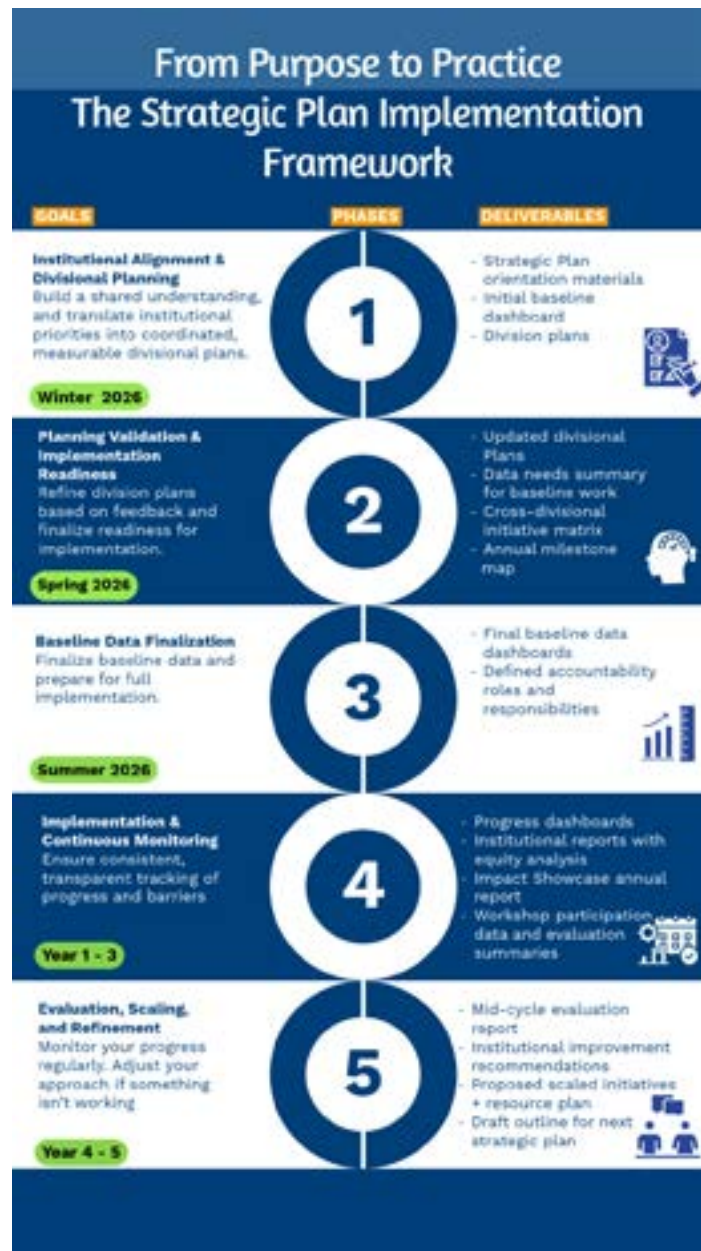 From Purpose to Practice
The Strategic Plan Implementation
Framework
GOALS
PHASES
DELIVERABLES
Institutional Alignment &
Divisional Planning
Build a shared understanding,
and translate institutional
priorities into coordinated,
measurable divisional plans.
Winter 2026
1
- Strategic Plan
orientation materials
- Initial baseline
dashboard
- Division plans
Planning Validation &
Implementation
Readiness
Refine division plans
based on feedback and
finalize readiness for
implementation.
Spring 2026
2
- Updated divisional
Plans
- Data needs summary
for baseline work
- Cross-divisional
initiative matrix
- Annual milestone
map
Baseline Data Finalization
Finalize baseline data and
prepare for full
implementation.
Summer 2026
3
- Final baseline data
dashboards
- Defined accountability
roles and
responsibilities
Implementation &
Continuous Monitoring
Ensure consistent,
transparent tracking of
progress and barriers
Year 1 - 3
4
- Progress dashboards
- Institutional reports with
equity analysis
- Impact Showcase annual
report
- Workshop participation
data and evaluation
summaries
Evaluation, Scaling,
and Refinement
Monitor your progress
regularly. Adjust your
approach if something
isn't working
Year 4 - 5
5
- Mid-cycle evaluation
report
- Institutional improvement
recommendations
- Proposed scaled initiatives
+ resource plan
- Draft outline for next
strategic plan